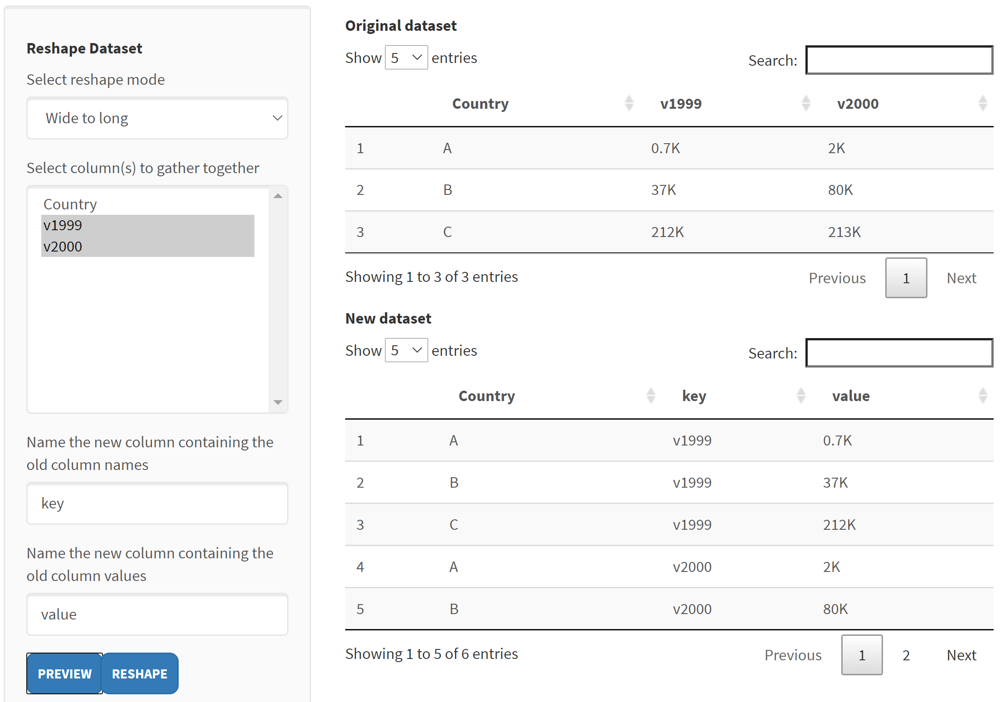 Reshape Dataset
Select reshape mode
Wide to long
Select column(s) to gather together
Country
v1999
v2000
Name the new column containing the
old column names
key
Name the new column containing the
old column values
value
PREVIEW RESHAPE
Original dataset
Show 5 entries Search:
Country v1999 v2000
1 A 0.7K 2K
2 B 37K 80K
3 C 212K 213K
Showing 1 to 3 of 3 entries Previous 1 Next
New dataset
Show 5 entries Search:
Country key value
1 A v1999 0.7K
2 B v1999 37K
3 C v1999 212K
4 A v2000 2K
5 B v2000 80K
Showing 1 to 5 of 6 entries Previous 1 2 Next